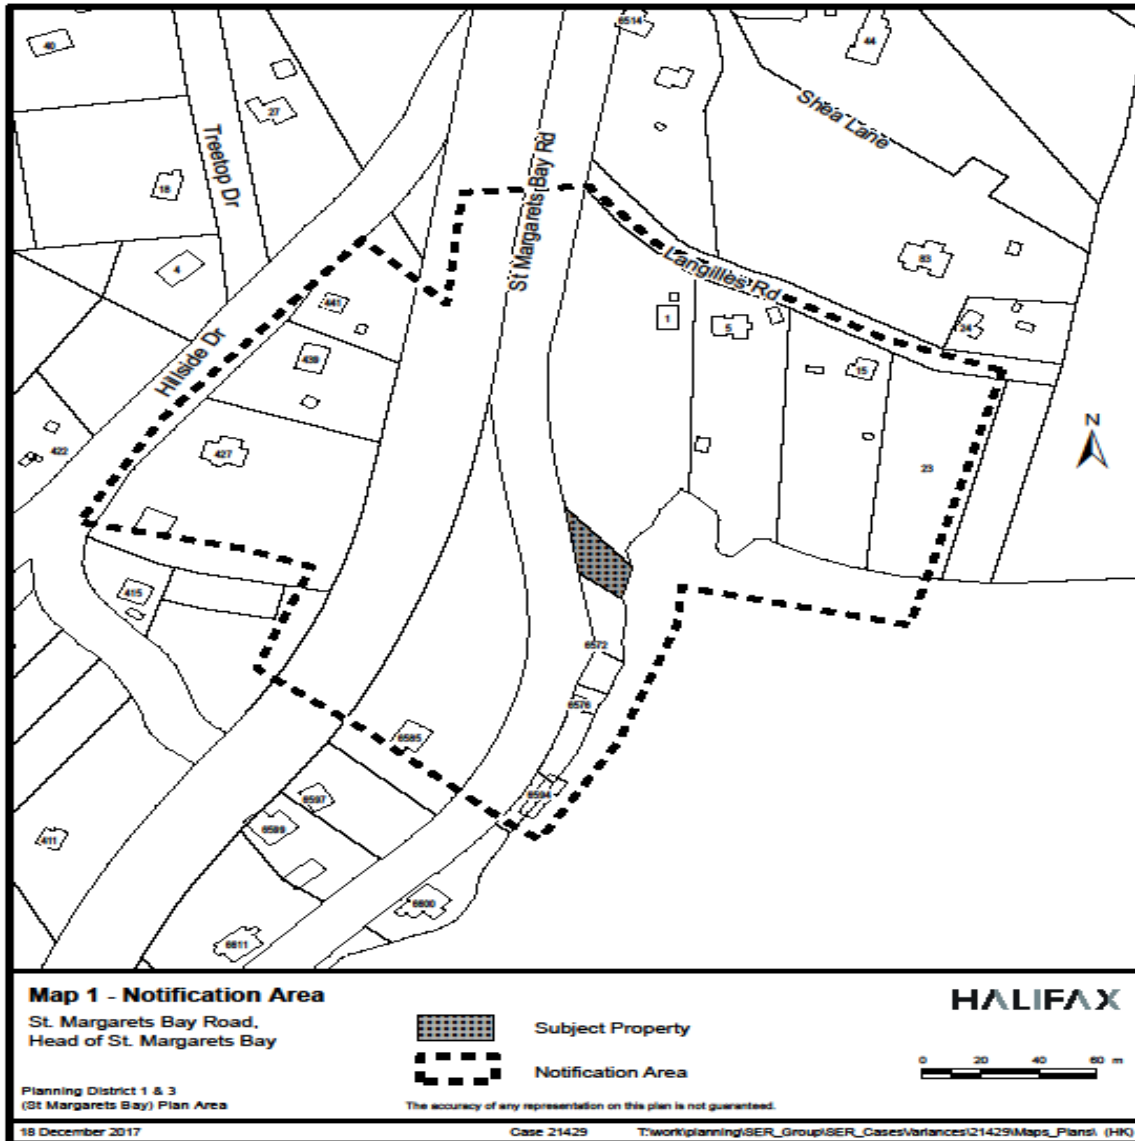 40
6514
44
27
Shea Lane
Treetop Dr
18
St Margarets Bay Rd
4
83
Langilles Rd
441
1
5
24
Hillside Dr
439
15
N
427
422
23
415
6572
6576
6585
6594
6597
6599
411
6600
6611
Map 1 - Notification Area
St. Margarets Bay Road,
Head of St. Margarets Bay
HALIFAX
Subject Property
0 20 40 60 m
Notification Area
Planning District 1 & 3
(St Margarets Bay) Plan Area
The accuracy of any representation on this plan is not guaranteed.
18 December 2017
Case 21429
T:\work\planning\SER_Group\SER_Cases\Variances\21429\Maps_Plans\ (HK)